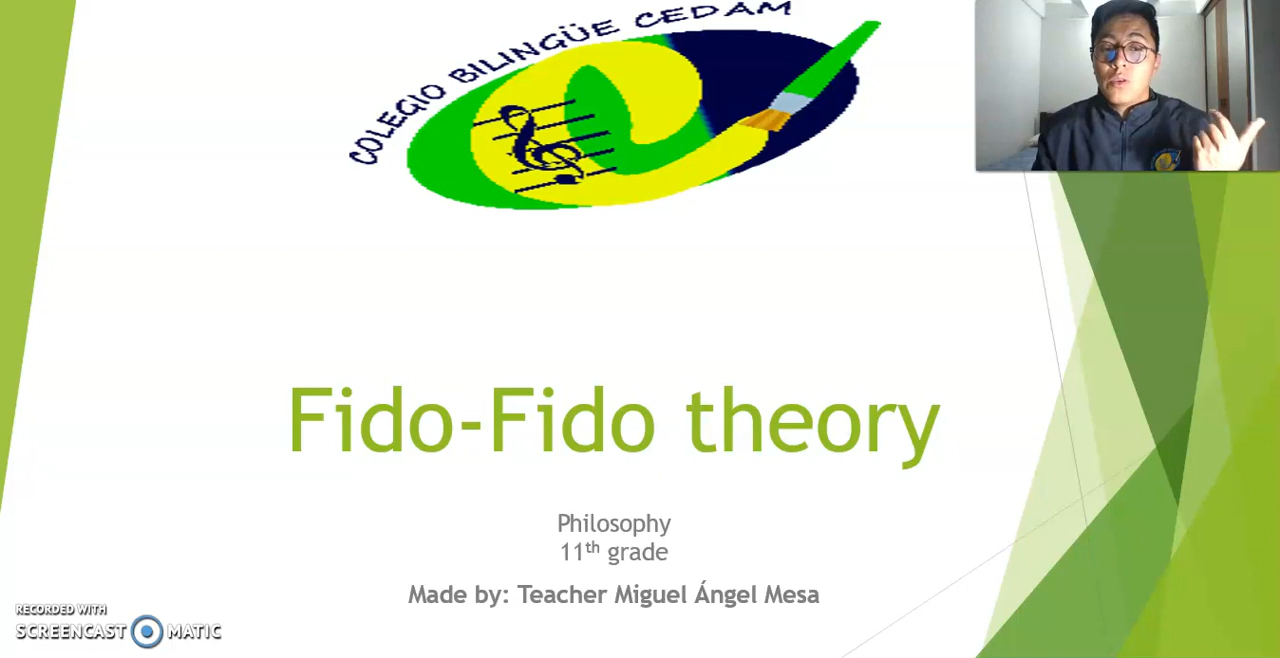 COLEGIO BILINGÜE CEDAM
Fido-Fido theory
Philosophy
11th grade
Made by: Teacher Miguel Ángel Mesa
RECORDED WITH
SCREENCAST MATIC